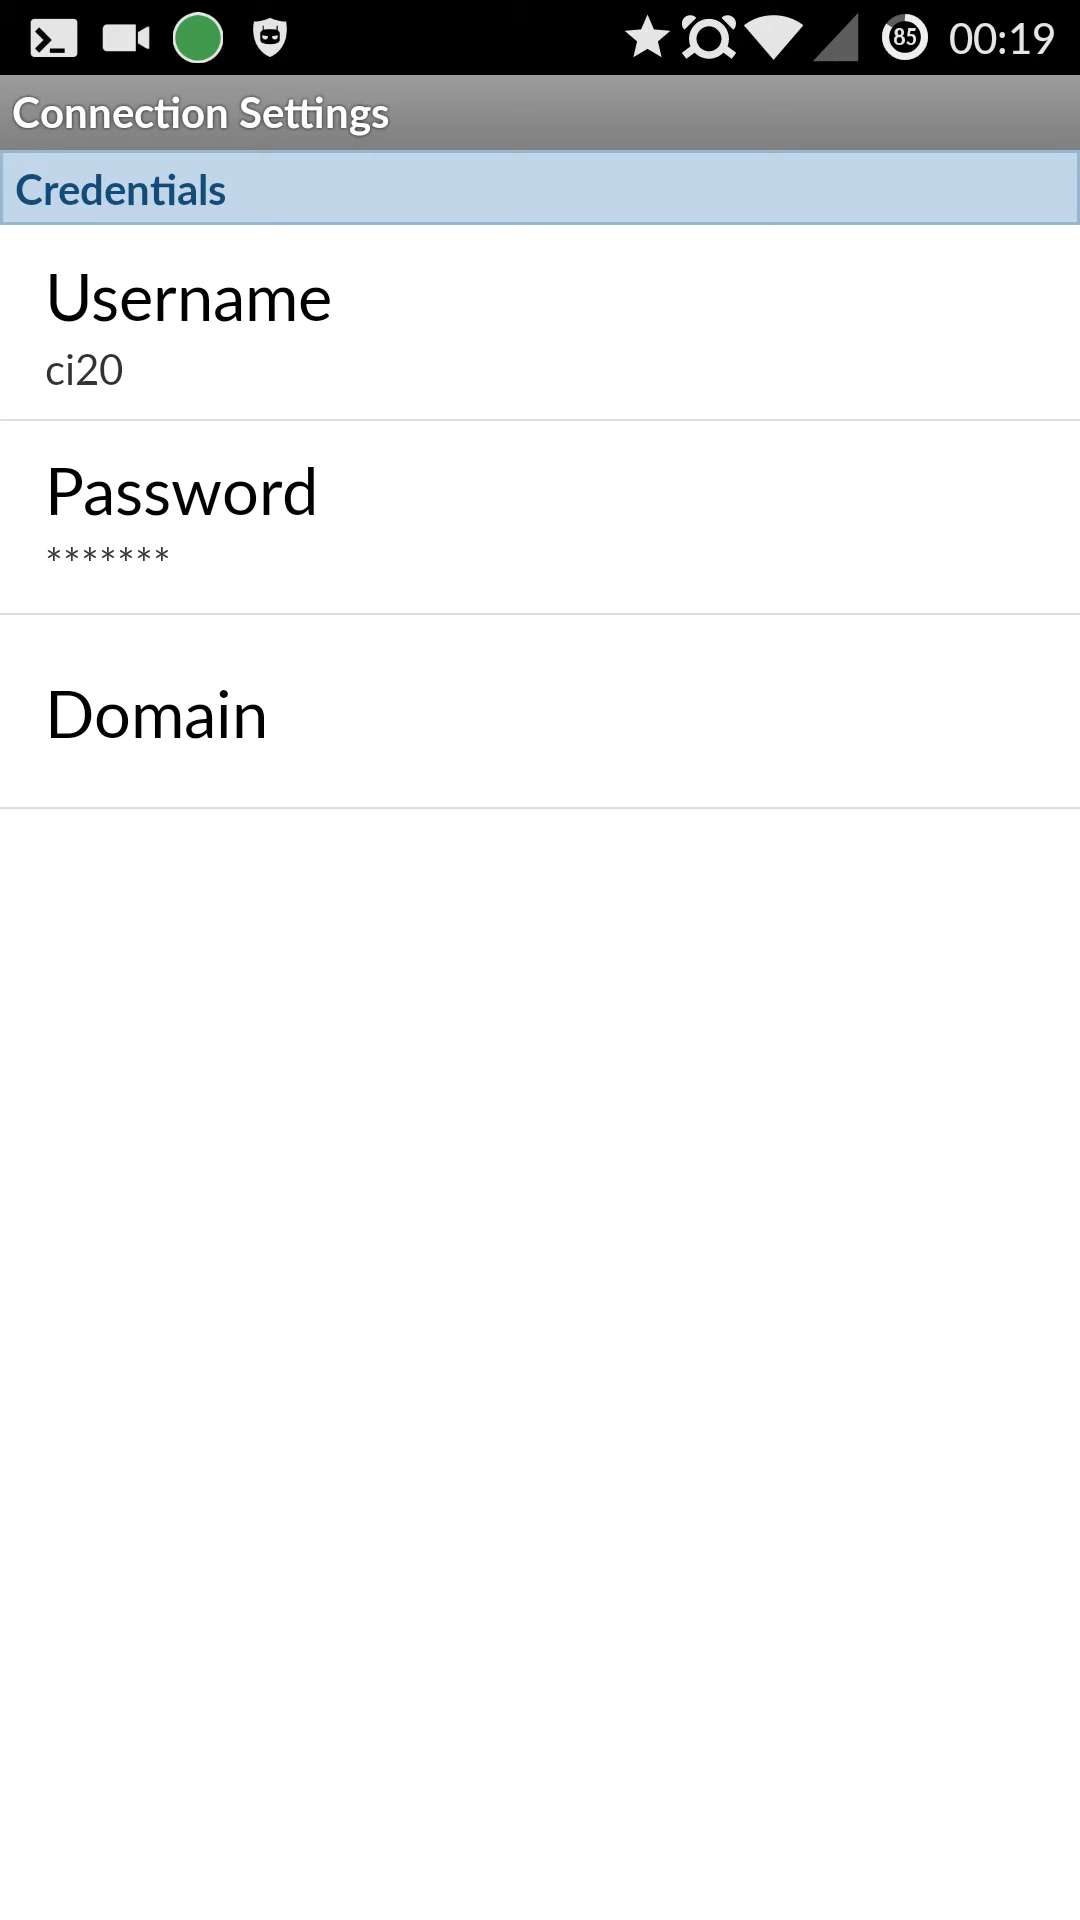 85 00:19
Connection Settings
Credentials
Username
ci20
Password
*******
Domain